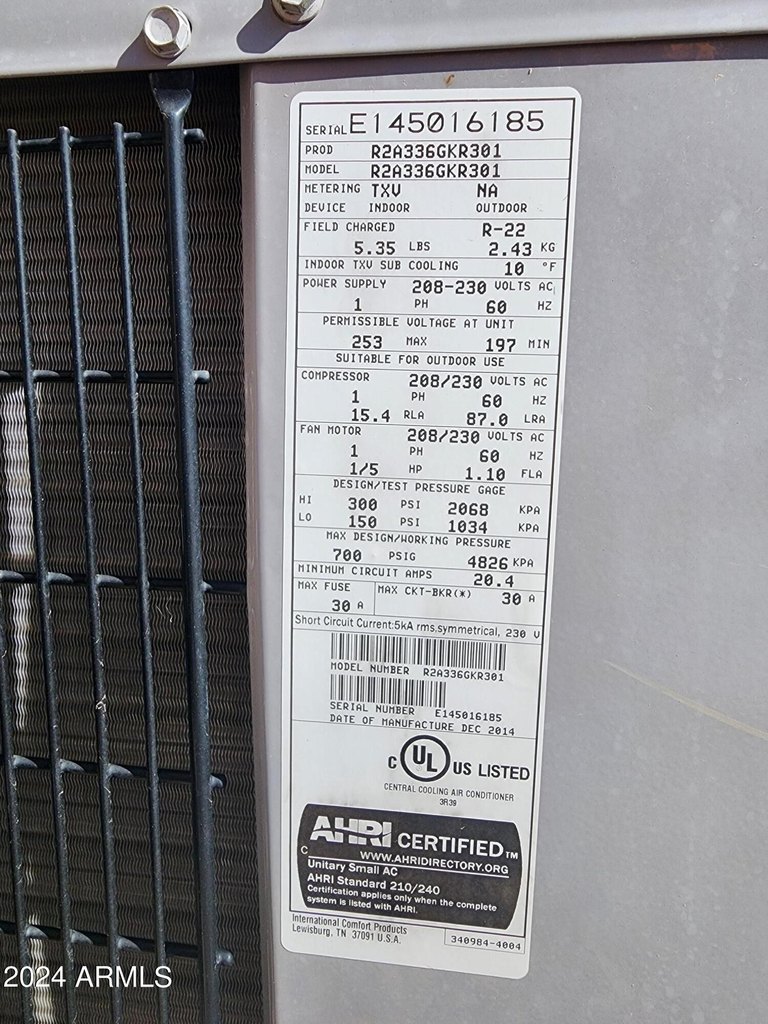 SERIAL E145016185
PROD R2A336GKR301
MODEL R2A336GKR301
METERING TXV NA
DEVICE INDOOR OUTDOOR
FIELD CHARGED R-22
5.35 LBS 2.43 KG
INDOOR TXV SUB COOLING 10 °F
POWER SUPPLY 208-230 VOLTS AC
1 PH 60 HZ
PERMISSIBLE VOLTAGE AT UNIT
253 MAX 197 MIN
SUITABLE FOR OUTDOOR USE
COMPRESSOR 208/230 VOLTS AC
1 PH 60 HZ
15.4 RLA 87.0 LRA
FAN MOTOR 208/230 VOLTS AC
1 PH 60 HZ
1/5 HP 1.10 FLA
DESIGN/TEST PRESSURE GAGE
HI 300 PSI 2068 KPA
LO 150 PSI 1034 KPA
MAX DESIGN/WORKING PRESSURE
700 PSIG 4826 KPA
MINIMUM CIRCUIT AMPS 20.4
MAX FUSE MAX CKT-BKR(*) 30 A
30 A
Short Circuit Current:5kA rms,symmetrical, 230 V
MODEL NUMBER R2A336GKR301
SERIAL NUMBER E145016185
DATE OF MANUFACTURE DEC 2014
C UL US LISTED
CENTRAL COOLING AIR CONDITIONER
3R39
AHRI CERTIFIED™
C WWW.AHRIDIRECTORY.ORG
Unitary Small AC
AHRI Standard 210/240
Certification applies only when the complete
system is listed with AHRI.
International Comfort Products
Lewisburg, TN 37091 U.S.A.
340984-4004
© 2024 ARMLS